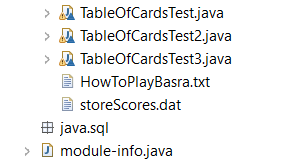 TableOfCardsTest.java
TableOfCardsTest2.java
TableOfCardsTest3.java
HowToPlayBasra.txt
storeScores.dat
java.sql
module-info.java